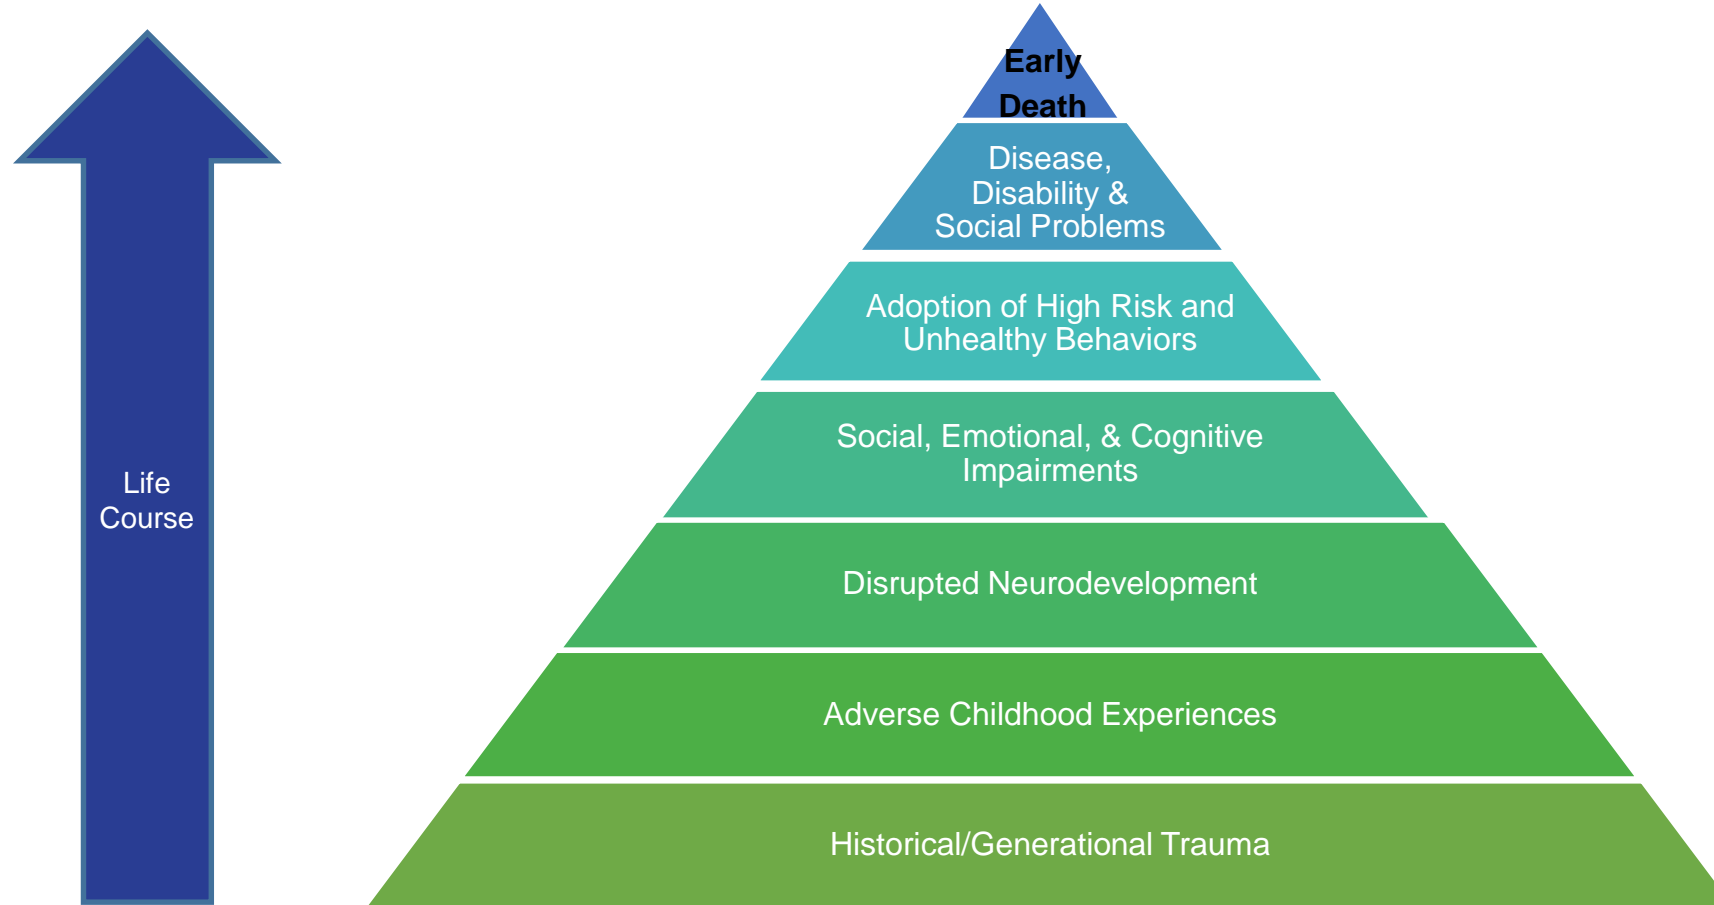 Early
Death
Disease,
Disability &
Social Problems
Adoption of High Risk and
Unhealthy Behaviors
Social, Emotional, & Cognitive
Impairments
Life
Course
Disrupted Neurodevelopment
Adverse Childhood Experiences
Historical/Generational Trauma